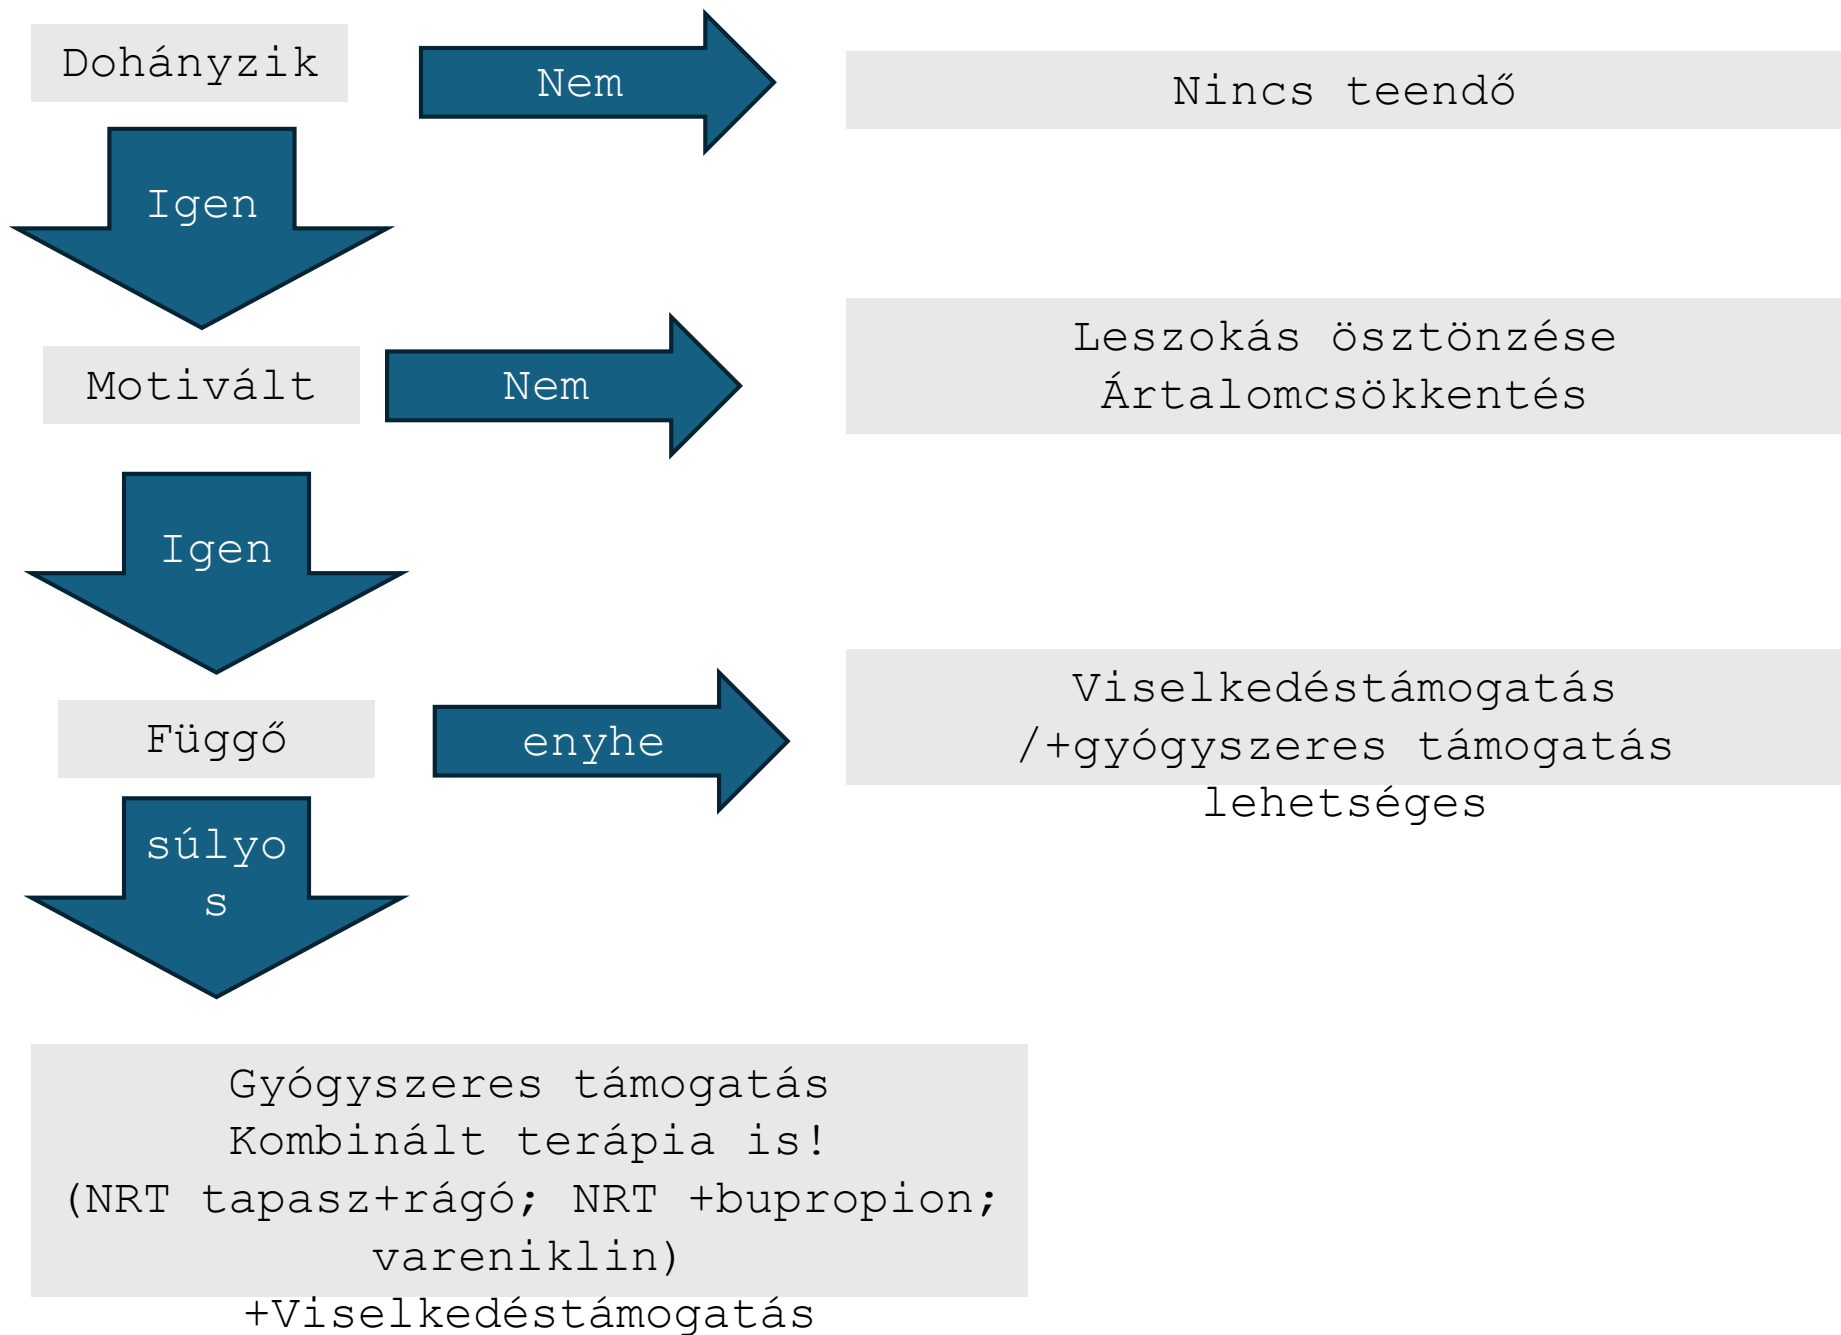 Dohányzik
Nem
Nincs teendő
Igen
Motivált
Nem
Leszokás ösztönzése
Ártalomcsökkentés
Igen
Függő
enyhe
Viselkedéstámogatás
/+gyógyszeres támogatás
lehetséges
súlyo
s
Gyógyszeres támogatás
Kombinált terápia is!
(NRT tapasz+rágó; NRT +bupropion;
vareniklin)
+Viselkedéstámogatás